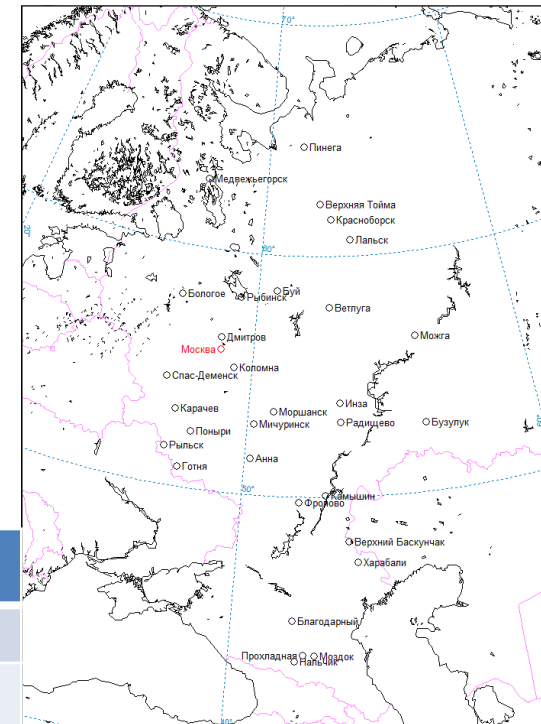 70°
Пинега
Медвежьегорск
Верхняя Тойма
Красноборск
Лальск
20°
60°
Бологое
Буй
Рыбинск
Ветлуга
Дмитров
Можга
Москва
Коломна
Спас-Деменск
Инза
Карачев
Моршанск
Мичуринск
Радищево
Бузулук
Поныри
Рыльск
Анна
Готня
50°
Камышин
Фролово
Верхний Баскунчак
Харабали
Благодарный
Прохладная
Моздок
Нальчик